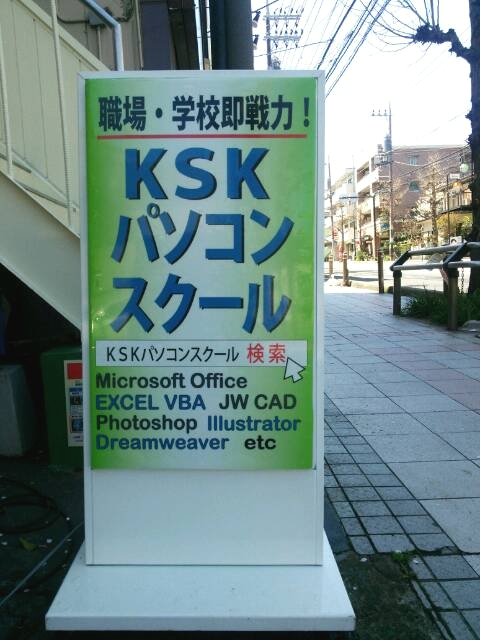 職場・学校即戦力！
KSK
パソコン
スクール
KSKパソコンスクール 検索
Microsoft Office
EXCEL VBA JW CAD
Photoshop Illustrator
Dreamweaver etc